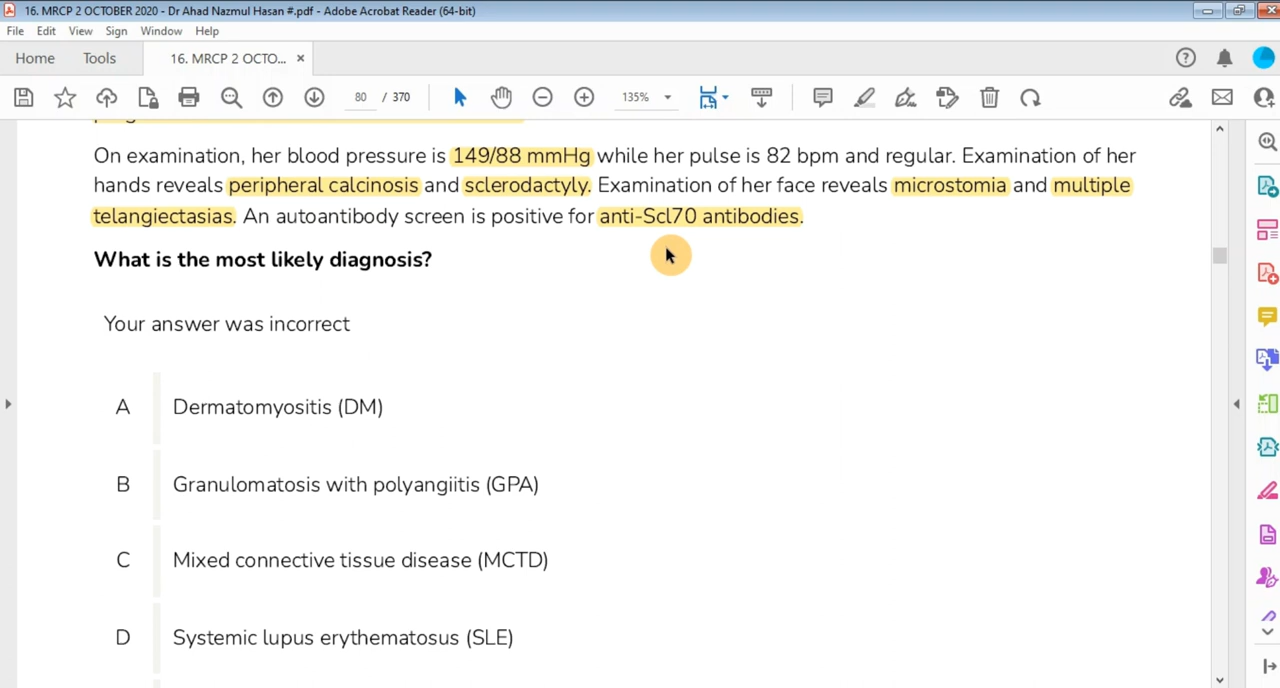 16. MRCP 2 OCTOBER 2020 - Dr Ahad Nazmul Hasan #.pdf - Adobe Acrobat Reader (64-bit)
File Edit View Sign Window Help
Home Tools 16. MRCP 2 OCTO... ×
80 / 370 135%
On examination, her blood pressure is 149/88 mmHg while her pulse is 82 bpm and regular. Examination of her
hands reveals peripheral calcinosis and sclerodactyly. Examination of her face reveals microstomia and multiple
telangiectasias. An autoantibody screen is positive for anti-Scl70 antibodies.
What is the most likely diagnosis?
Your answer was incorrect
A Dermatomyositis (DM)
B Granulomatosis with polyangiitis (GPA)
C Mixed connective tissue disease (MCTD)
D Systemic lupus erythematosus (SLE)